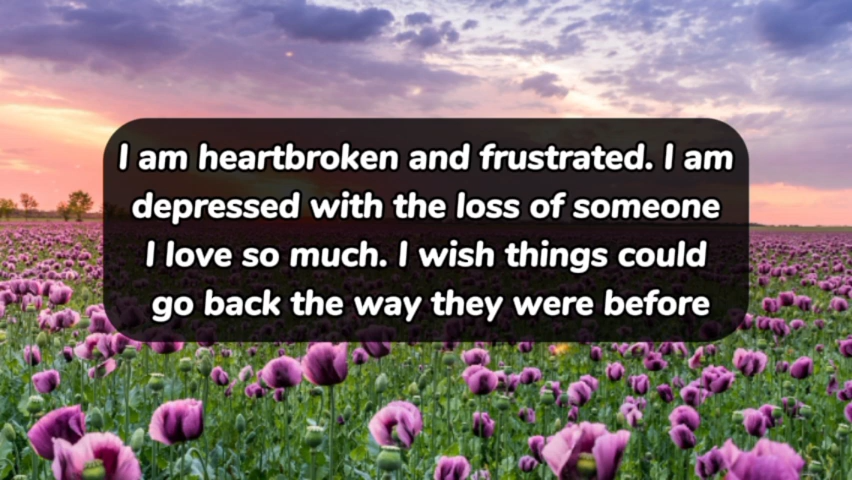 I am heartbroken and frustrated. I am
depressed with the loss of someone
I love so much. I wish things could
go back the way they were before